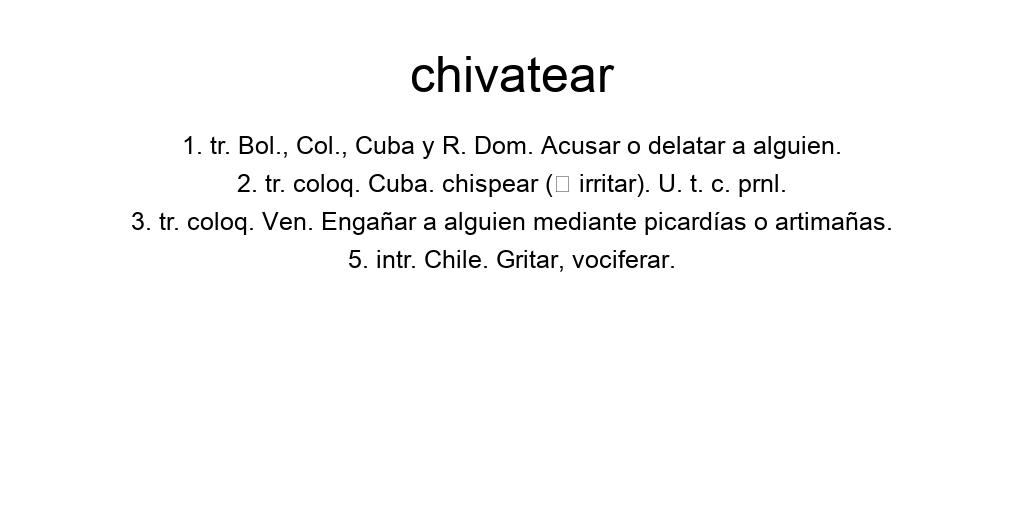 chivatear
1. tr. Bol., Col., Cuba y R. Dom. Acusar o delatar a alguien.
2. tr. coloq. Cuba. chispear (□ irritar). U. t. c. prnl.
3. tr. coloq. Ven. Engañar a alguien mediante picardías o artimañas.
5. intr. Chile. Gritar, vociferar.